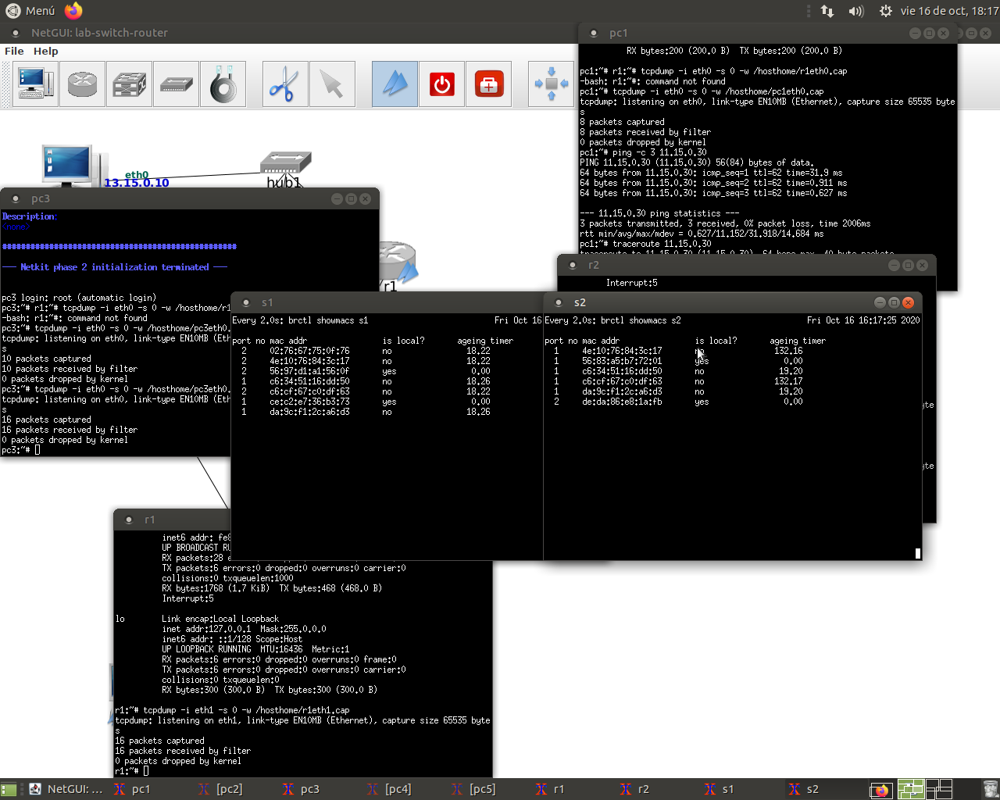 Menú
vie 16 de oct, 18:17
NetGUI: lab-switch-router
File Help
eth0
13.15.0.10
hub1
/r1
pc1
RX bytes:200 (200.0 B)  TX bytes:200 (200.0 B)
pc1:~# r1:~# tcpdump -i eth0 -s 0 -w /hosthome/r1eth0.cap
-bash: r1:~#: command not found
pc1:~# tcpdump -i eth0 -s 0 -w /hosthome/pc1eth0.cap
tcpdump: listening on eth0, link-type EN10MB (Ethernet), capture size 65535 byte
s
8 packets captured
8 packets received by filter
0 packets dropped by kernel
pc1:~# ping -c 3 11.15.0.30
PING 11.15.0.30 (11.15.0.30) 56(84) bytes of data.
64 bytes from 11.15.0.30: icmp_seq=1 ttl=62 time=31.9 ms
64 bytes from 11.15.0.30: icmp_seq=2 ttl=62 time=0.911 ms
64 bytes from 11.15.0.30: icmp_seq=3 ttl=62 time=0.627 ms
--- 11.15.0.30 ping statistics ---
3 packets transmitted, 3 received, 0% packet loss, time 2006ms
rtt min/avg/max/mdev = 0.627/11.152/31.918/14.684 ms
pc1:~# traceroute 11.15.0.30
traceroute to 11.15.0.30 (11.15.0.30), 64 hops max, 40 byte packets
pc3
Description:
<none>
##################################################
--- Netkit phase 2 initialization terminated ---
pc3 login: root (automatic login)
pc3:~# r1:~# tcpdump -i eth0 -s 0 -w /hosthome/r1
-bash: r1:~#: command not found
pc3:~# tcpdump -i eth0 -s 0 -w /hosthome/pc3eth0.
tcpdump: listening on eth0, link-type EN10MB (Eth
s
10 packets captured
10 packets received by filter
0 packets dropped by kernel
pc3:~# tcpdump -i eth0 -s 0 -w /hosthome/pc3eth0.
tcpdump: listening on eth0, link-type EN10MB (Eth
s
16 packets captured
16 packets received by filter
0 packets dropped by kernel
pc3:~#
r2
Interrupt:5
yte
yte
s1
Every 2.0s: brctl showmacs s1 Fri Oct 16
port no mac addr is local? ageing timer
2 02:76:67:75:0f:76 no 18.22
2 4e:10:76:84:3c:17 no 18.22
2 56:97:d1:a1:56:0f yes 0.00
1 c6:34:51:16:dd:50 no 18.26
2 c6:cf:67:c0:df:63 no 18.22
1 ce:c2:e7:36:b3:73 yes 0.00
1 da:9c:f1:2c:a6:d3 no 18.26
s2
Every 2.0s: brctl showmacs s2 Fri Oct 16 16:17:25 2020
port no mac addr is local? ageing timer
1 4e:10:76:84:3c:17 no 132.16
1 56:83:a5:b7:72:01 yes 0.00
1 c6:34:51:16:dd:50 no 19.20
1 c6:cf:67:c0:df:63 no 132.17
1 da:9c:f1:2c:a6:d3 no 19.20
2 de:da:86:e8:1a:fb yes 0.00
r1
inet6 addr: fe8
UP BROADCAST RU
RX packets:28 e
TX packets:6 errors:0 dropped:0 overruns:0 carrier:0
collisions:0 txqueuelen:1000
RX bytes:1768 (1.7 KiB)  TX bytes:468 (468.0 B)
Interrupt:5
lo Link encap:Local Loopback
inet addr:127.0.0.1  Mask:255.0.0.0
inet6 addr: ::1/128 Scope:Host
UP LOOPBACK RUNNING  MTU:16436  Metric:1
RX packets:6 errors:0 dropped:0 overruns:0 frame:0
TX packets:6 errors:0 dropped:0 overruns:0 carrier:0
collisions:0 txqueuelen:0
RX bytes:300 (300.0 B)  TX bytes:300 (300.0 B)
r1:~# tcpdump -i eth1 -s 0 -w /hosthome/r1eth1.cap
tcpdump: listening on eth1, link-type EN10MB (Ethernet), capture size 65535 byte
s
16 packets captured
16 packets received by filter
0 packets dropped by kernel
r1:~#
NetGUI: ...
pc1
[pc2]
pc3
[pc4]
[pc5]
r1
r2
s1
s2